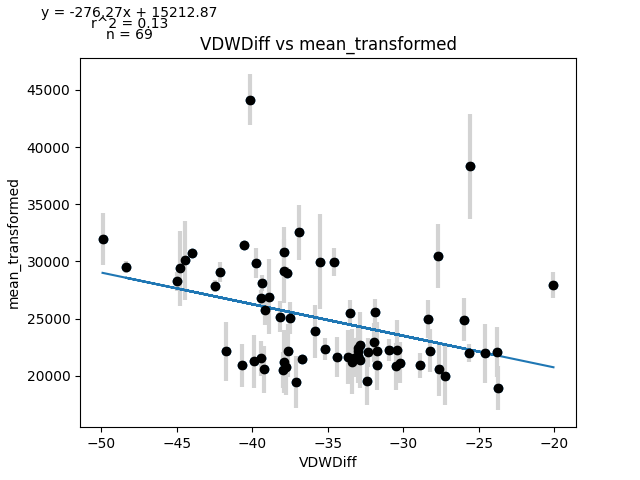 y = -276.27x + 15212.87
r^2 = 0.13
n = 69
VDWDiff vs mean_transformed
mean_transformed
45000
40000
35000
30000
25000
20000
−50
−45
−40
−35
−30
−25
−20
VDWDiff